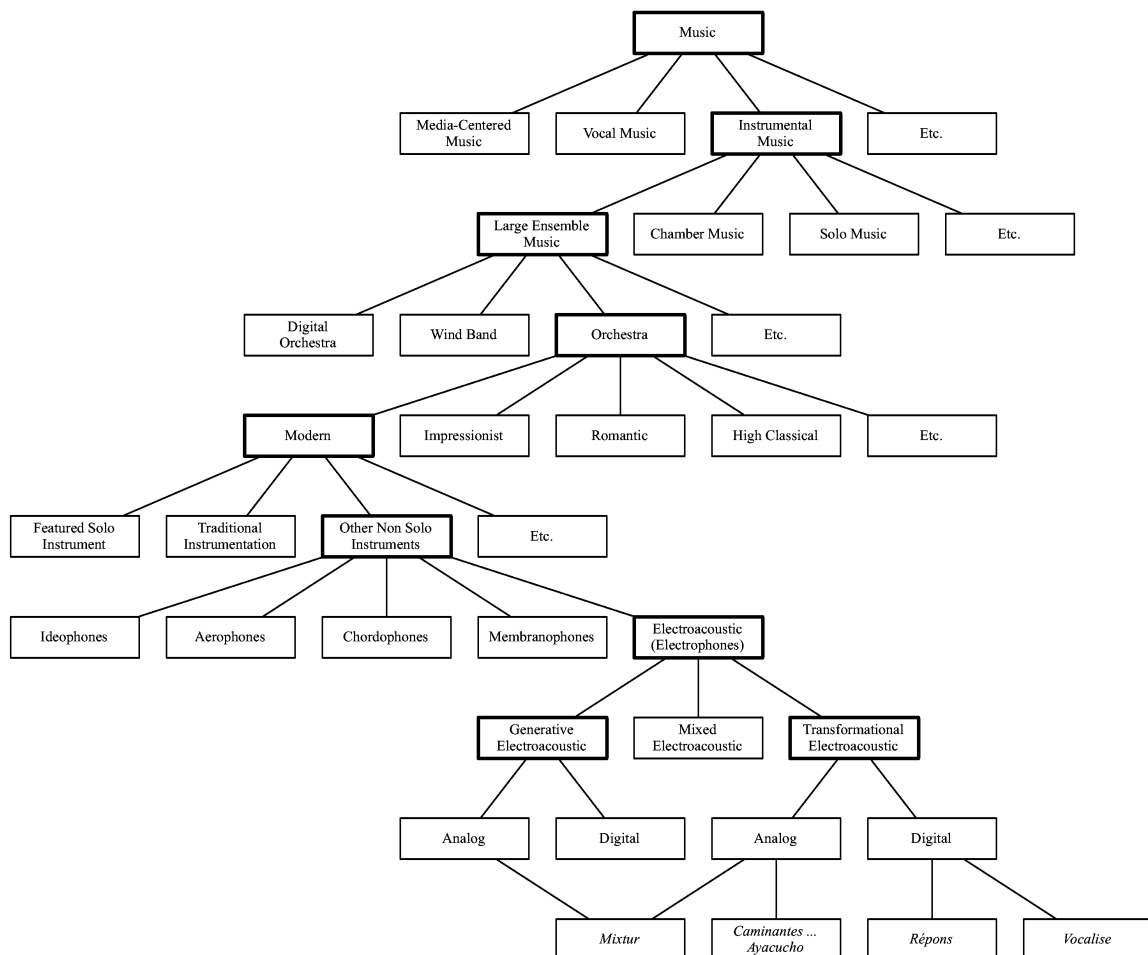 Music
Media-Centered
Music
Vocal Music
Instrumental
Music
Etc.
Large Ensemble
Music
Chamber Music
Solo Music
Etc.
Digital
Orchestra
Wind Band
Orchestra
Etc.
Modern
Impressionist
Romantic
High Classical
Etc.
Featured Solo
Instrument
Traditional
Instrumentation
Other Non Solo
Instruments
Etc.
Ideophones
Aerophones
Chordophones
Membranophones
Electroacoustic
(Electrophones)
Generative
Electroacoustic
Mixed
Electroacoustic
Transformational
Electroacoustic
Analog
Digital
Analog
Digital
Mixtur
Caminantes ...
Ayacucho
Répons
Vocalise